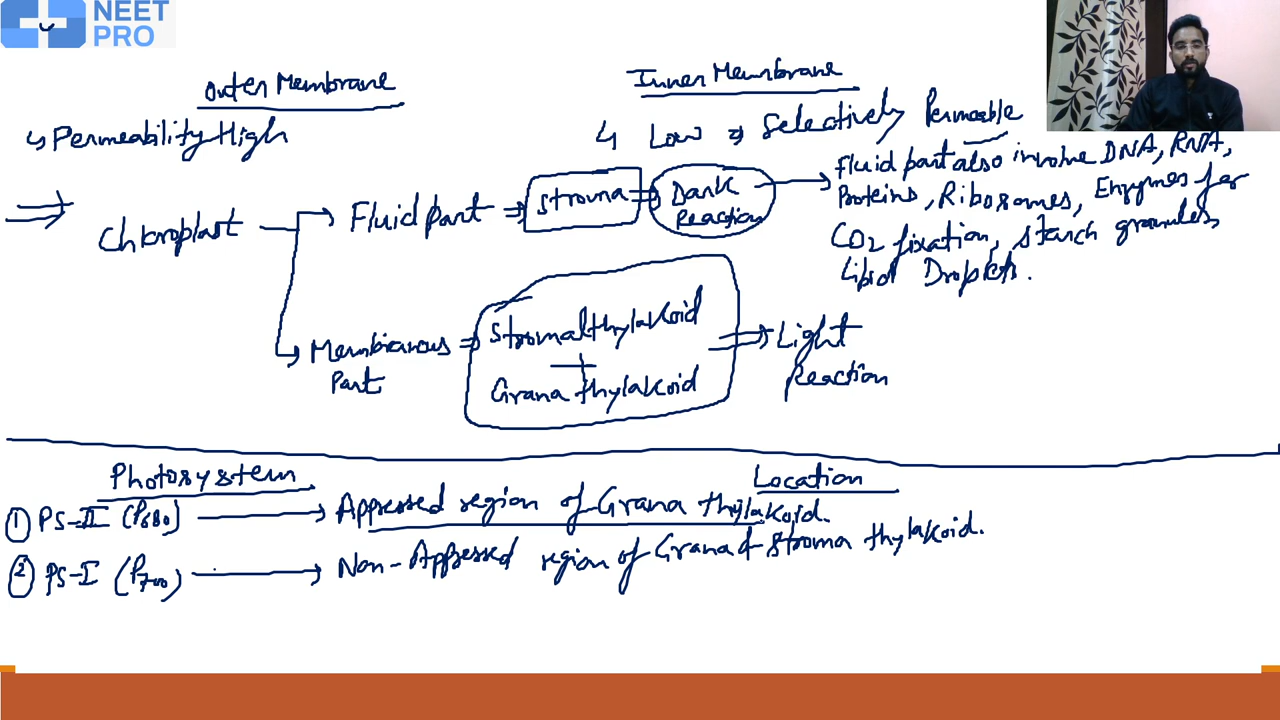 NEET
PRO
Outer Membrane
↳ Permeability High
Inner Membrane
↳ Low ⇒ Selectively Permeable
⇒ Chloroplast → Fluid part ⇒ Stroma ⇒ Dark Reaction →
Fluid part also involve DNA, RNA,
Proteins, Ribosomes, Enzymes for
CO2 fixation, Starch granules,
Lipid Droplets.
↳ Membranous Part ⇒
Stromal thylakoid
+
Grana thylakoid
⇒ Light
Reaction
Photosystem
Location
① PS-II (P680) → Appressed region of Grana thylakoid.
② PS-I (P700) → Non-Appressed region of Grana & Stroma thylakoid.